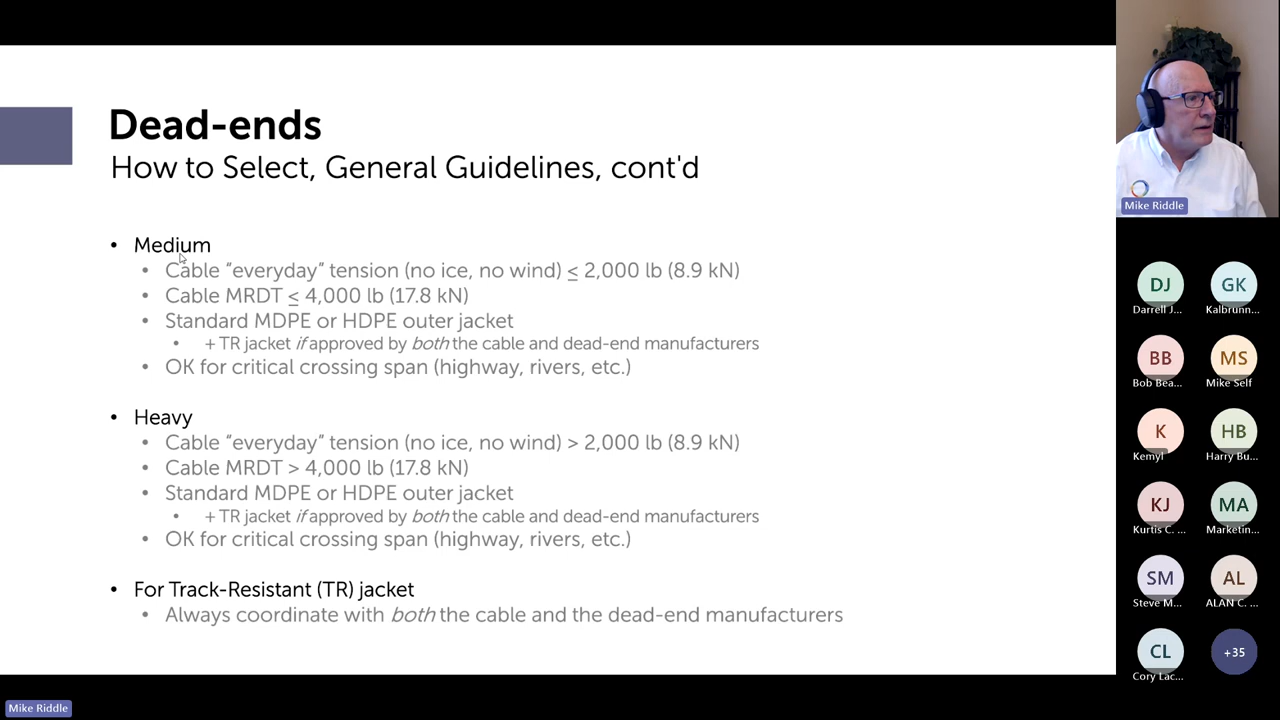 Dead-ends
How to Select, General Guidelines, cont'd
• Medium
• Cable “everyday” tension (no ice, no wind) ≤ 2,000 lb (8.9 kN)
• Cable MRDT ≤ 4,000 lb (17.8 kN)
• Standard MDPE or HDPE outer jacket
• + TR jacket if approved by both the cable and dead-end manufacturers
• OK for critical crossing span (highway, rivers, etc.)
• Heavy
• Cable “everyday” tension (no ice, no wind) > 2,000 lb (8.9 kN)
• Cable MRDT > 4,000 lb (17.8 kN)
• Standard MDPE or HDPE outer jacket
• + TR jacket if approved by both the cable and dead-end manufacturers
• OK for critical crossing span (highway, rivers, etc.)
• For Track-Resistant (TR) jacket
• Always coordinate with both the cable and the dead-end manufacturers
Mike Riddle
Mike Riddle
DJ
Darrell J...
GK
Kalbrunn...
BB
Bob Bea...
MS
Mike Self
K
Kemyl
HB
Harry Bu...
KJ
Kurtis C. ...
MA
Marketin...
SM
Steve M...
AL
ALAN C. ...
CL
Cory Lac...
+35